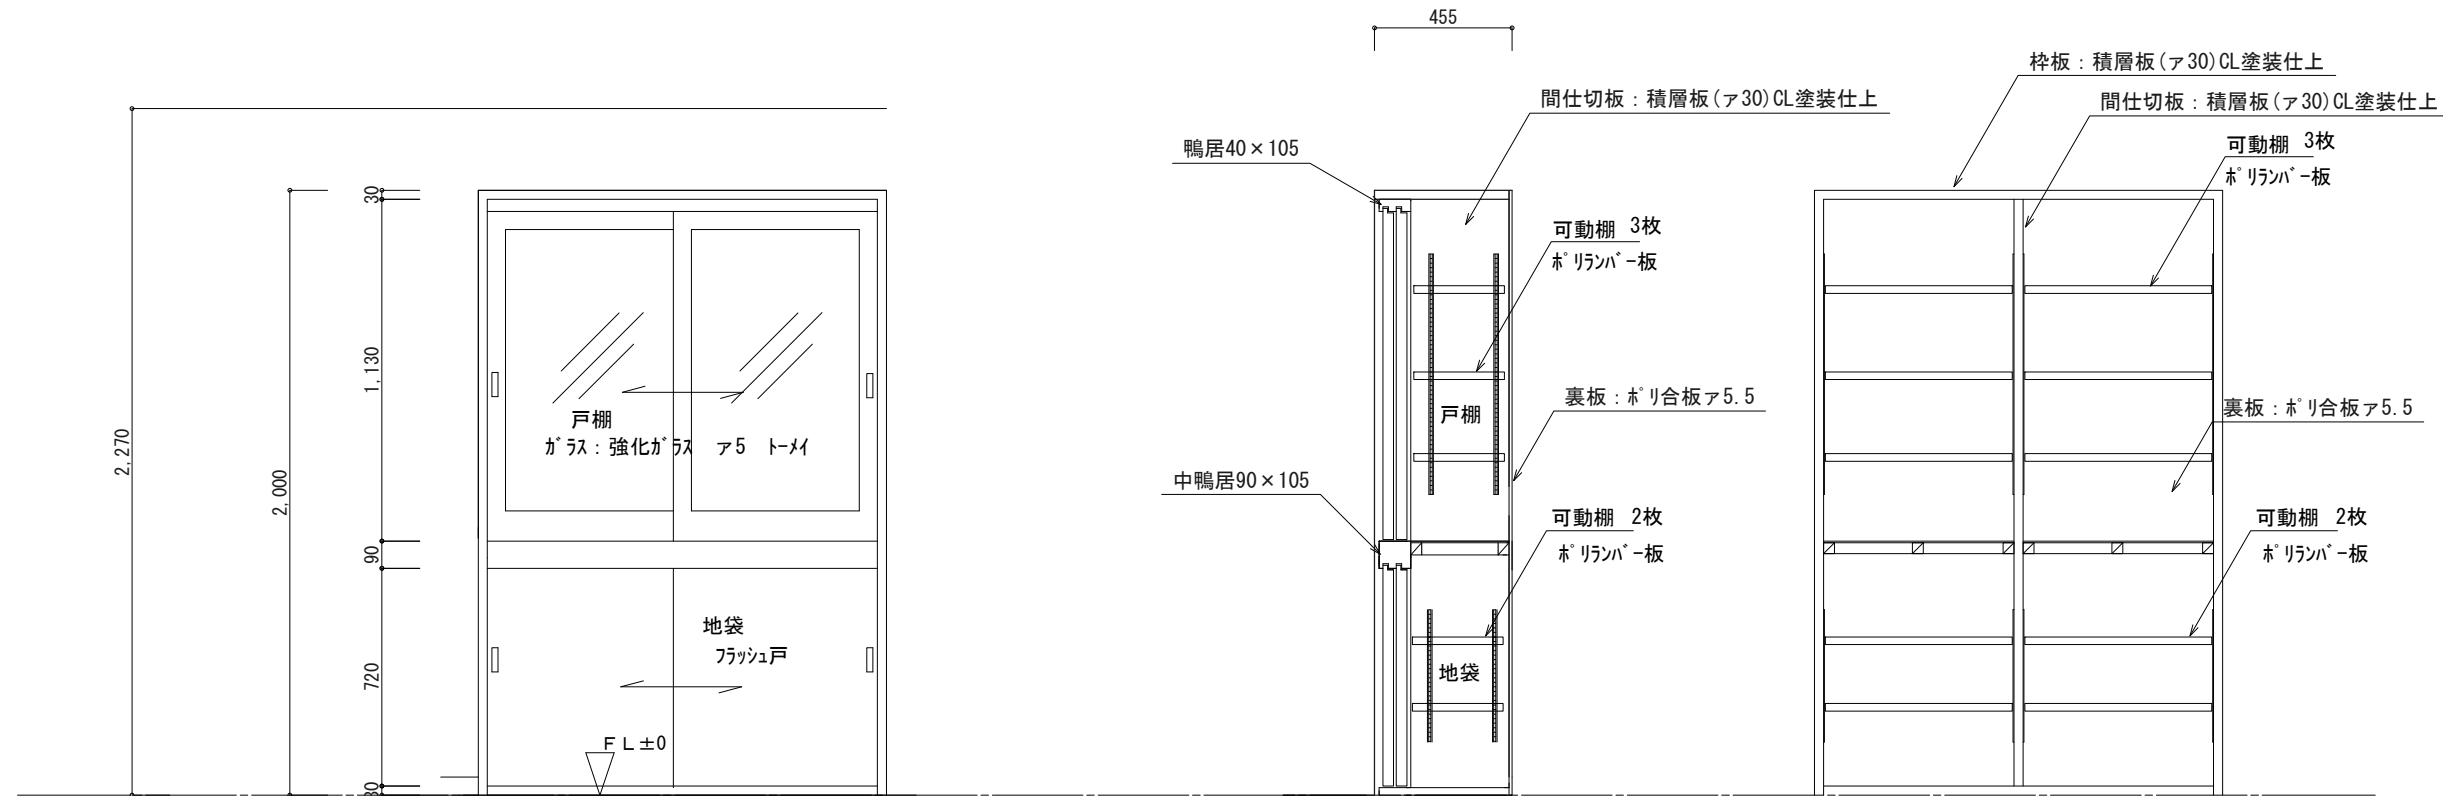 455
枠板：積層板(ァ30)CL塗装仕上
間仕切板：積層板(ァ30)CL塗装仕上
間仕切板：積層板(ァ30)CL塗装仕上
鴨居40×105
可動棚 3枚
ﾎﾟﾘﾗﾝﾊﾞｰ板
可動棚 3枚
ﾎﾟﾘﾗﾝﾊﾞｰ板
30
1,130
2,270
2,000
戸棚
ｶﾞﾗｽ：強化ｶﾞﾗｽ ァ5 ﾄｰﾒｲ
戸棚
裏板：ﾎﾟﾘ合板ァ5.5
裏板：ﾎﾟﾘ合板ァ5.5
中鴨居90×105
可動棚 2枚
ﾎﾟﾘﾗﾝﾊﾞｰ板
可動棚 2枚
ﾎﾟﾘﾗﾝﾊﾞｰ板
90
地袋
ﾌﾗｯｼｭ戸
地袋
720
ＦＬ±0
30